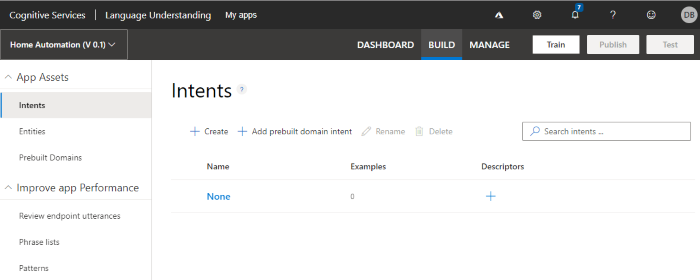 Cognitive Services Language Understanding My apps 7 ? DB
Home Automation (V 0.1) DASHBOARD BUILD MANAGE Train Publish Test
App Assets
Intents
Entities
Prebuilt Domains
Improve app Performance
Review endpoint utterances
Phrase lists
Patterns
Intents ?
Create Add prebuilt domain intent Rename Delete Search intents ...
Name Examples Descriptors
None 0